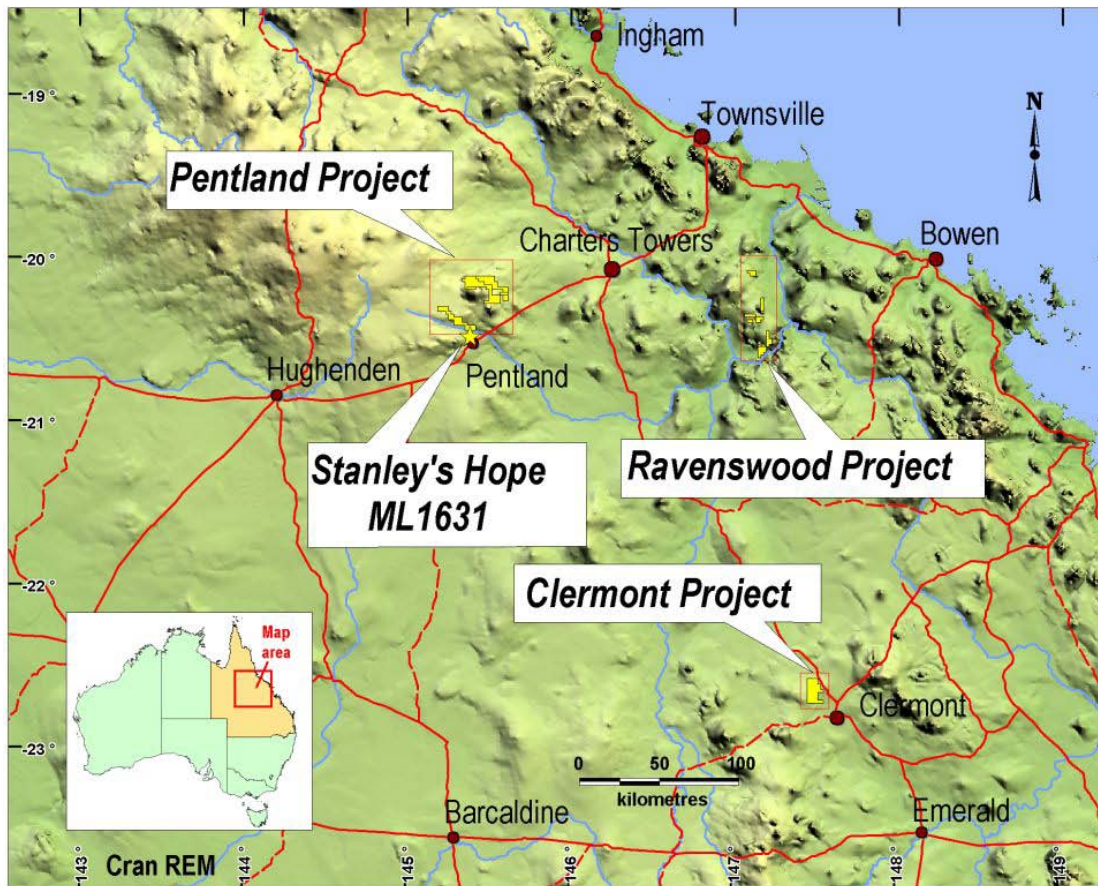 Ingham
-19°
Townsville
N
Pentland Project
Charters Towers
Bowen
-20°
Hughenden
Pentland
-21°
Stanley's Hope
ML1631
Ravenswood Project
-22°
Clermont Project
Map
area
Clermont
-23°
0 50 100
kilometres
Barcaldine
Emerald
Cran REM
-143°
-144°
-145°
-146°
-147°
-148°
-149°